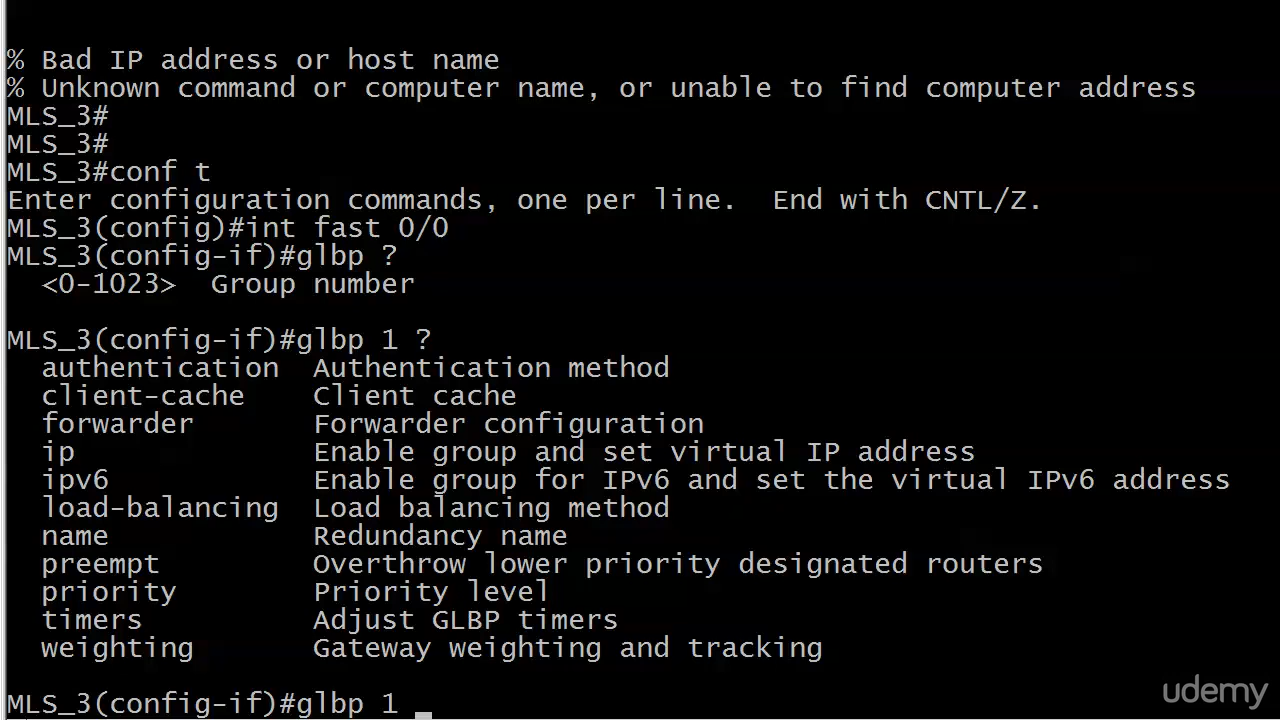 % Bad IP address or host name
% Unknown command or computer name, or unable to find computer address
MLS_3#
MLS_3#
MLS_3#conf t
Enter configuration commands, one per line.  End with CNTL/Z.
MLS_3(config)#int fast 0/0
MLS_3(config-if)#glbp ?
  <0-1023>  Group number
MLS_3(config-if)#glbp 1 ?
  authentication  Authentication method
  client-cache    Client cache
  forwarder       Forwarder configuration
  ip              Enable group and set virtual IP address
  ipv6            Enable group for IPv6 and set the virtual IPv6 address
  load-balancing  Load balancing method
  name            Redundancy name
  preempt         Overthrow lower priority designated routers
  priority        Priority level
  timers          Adjust GLBP timers
  weighting       Gateway weighting and tracking
MLS_3(config-if)#glbp 1 _
udemy